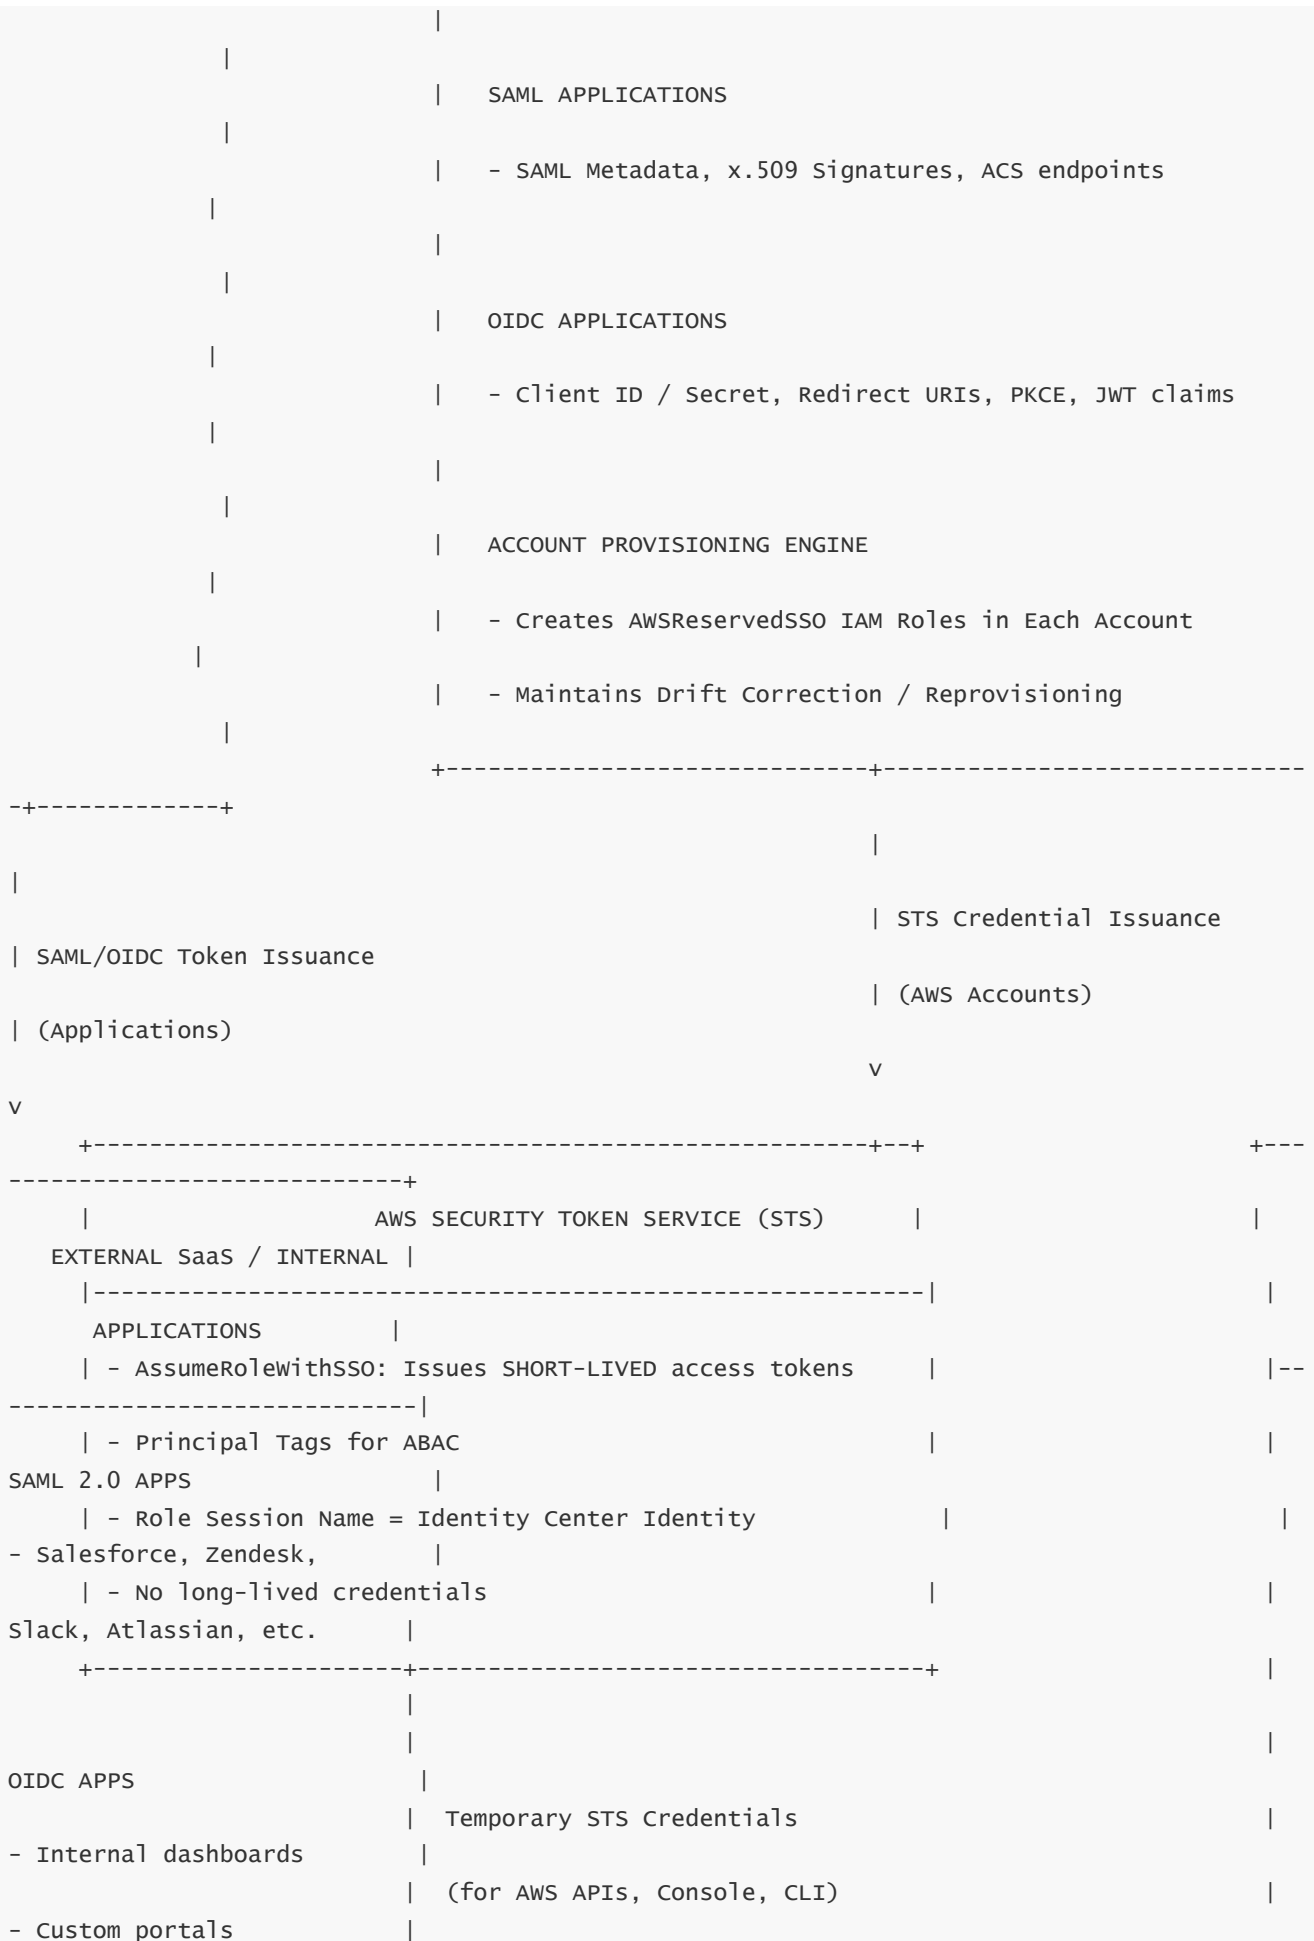 |
|
| SAML APPLICATIONS
|
| - SAML Metadata, x.509 Signatures, ACS endpoints
|
|
|
| OIDC APPLICATIONS
|
| - Client ID / Secret, Redirect URIs, PKCE, JWT claims
|
|
|
| ACCOUNT PROVISIONING ENGINE
|
| - Creates AWSReservedSSO IAM Roles in Each Account
|
| - Maintains Drift Correction / Reprovisioning
|
+------------------------------+------------------------------
-+-------------+
|
|
| STS Credential Issuance
| SAML/OIDC Token Issuance
| (AWS Accounts)
| (Applications)
v
v
+-------------------------------------------------------+--+ +---
----------------------------+
| AWS SECURITY TOKEN SERVICE (STS) | |
EXTERNAL SaaS / INTERNAL |
|-----------------------------------------------------------| |
APPLICATIONS |
| - AssumeRoleWithSSO: Issues SHORT-LIVED access tokens | |--
-----------------------------|
| - Principal Tags for ABAC | |
SAML 2.0 APPS |
| - Role Session Name = Identity Center Identity | |
- Salesforce, Zendesk, |
| - No long-lived credentials | |
Slack, Atlassian, etc. |
+----------------------+------------------------------------+ |
|
| |
OIDC APPS |
| Temporary STS Credentials |
- Internal dashboards |
| (for AWS APIs, Console, CLI) |
- Custom portals |